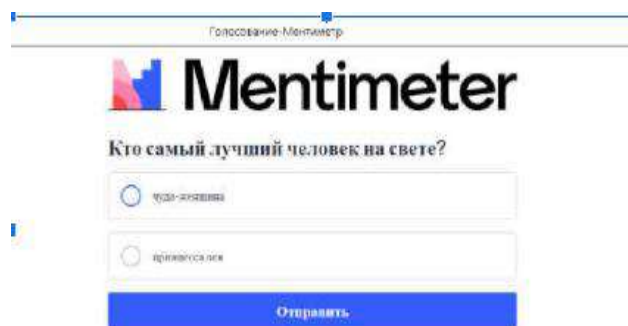 Голосование-Ментиметр
Mentimeter
Кто самый лучший человек на свете?
чудо-женщина
принцесса лея
Отправить